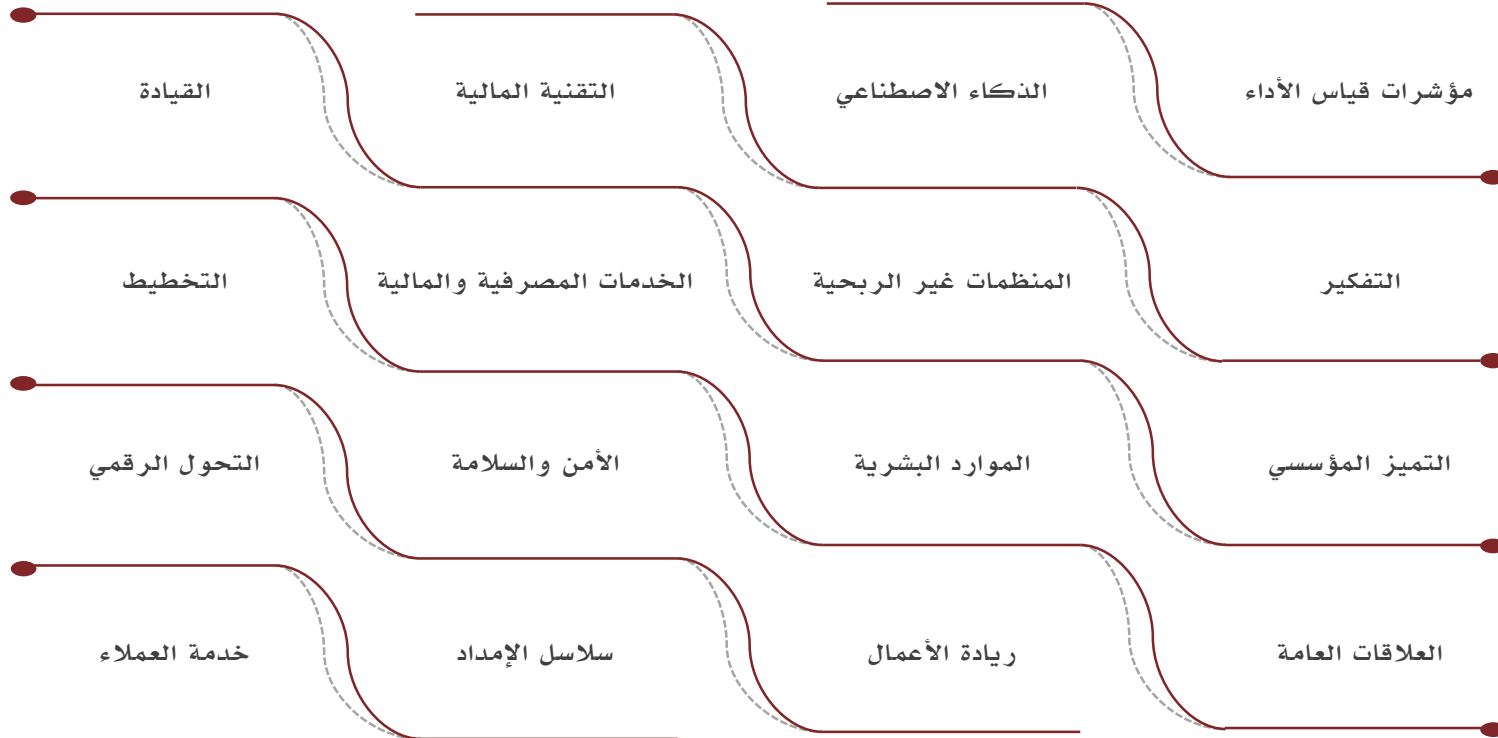 مؤشرات قياس الأداء
الذكاء الاصطناعي
التقنية المالية
القيادة
التفكير
المنظمات غير الربحية
الخدمات المصرفية والمالية
التخطيط
التميز المؤسسي
الموارد البشرية
الأمن والسلامة
التحول الرقمي
العلاقات العامة
ريادة الأعمال
سلاسل الإمداد
خدمة العملاء